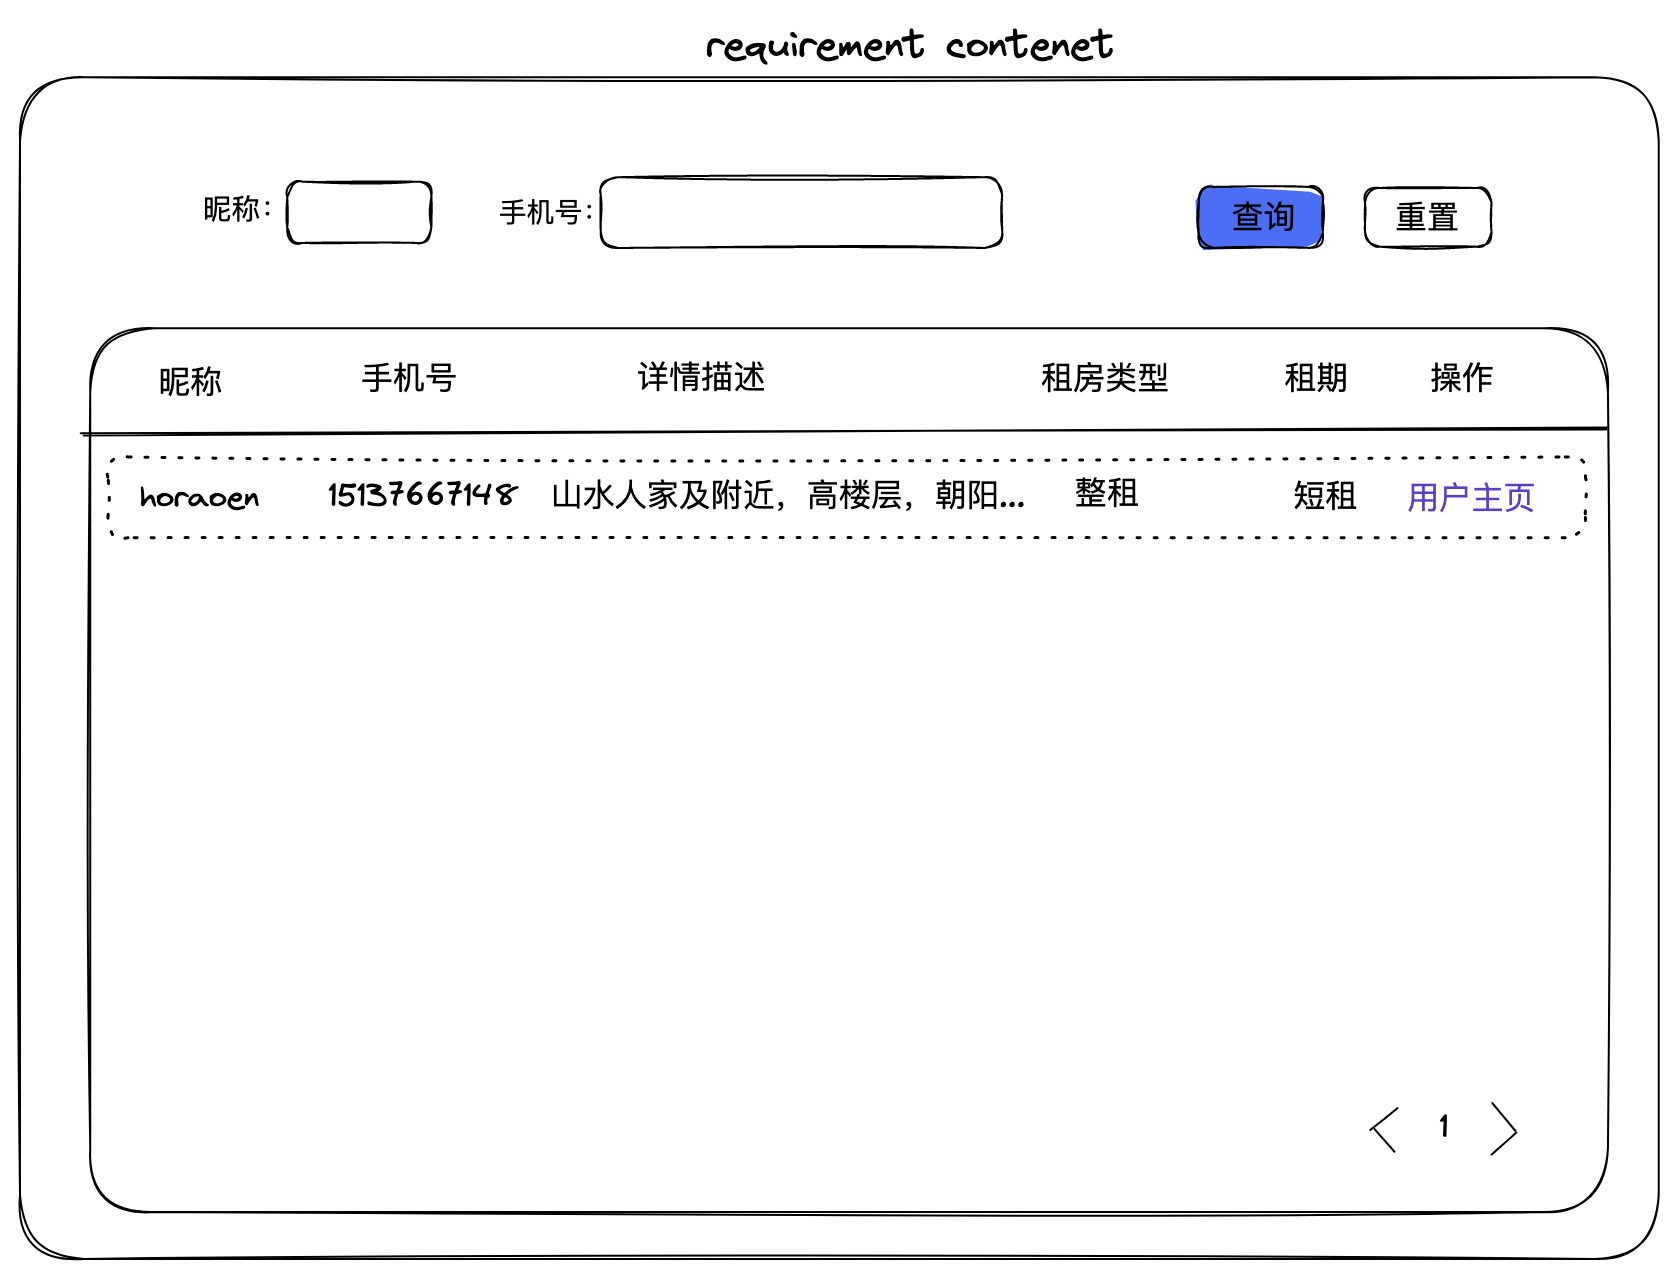 requirement contenet
昵称： 手机号： 查询 重置
昵称 手机号 详情描述 租房类型 租期 操作
horaoen 15137667148 山水人家及附近，高楼层，朝阳... 整租 短租 用户主页
1